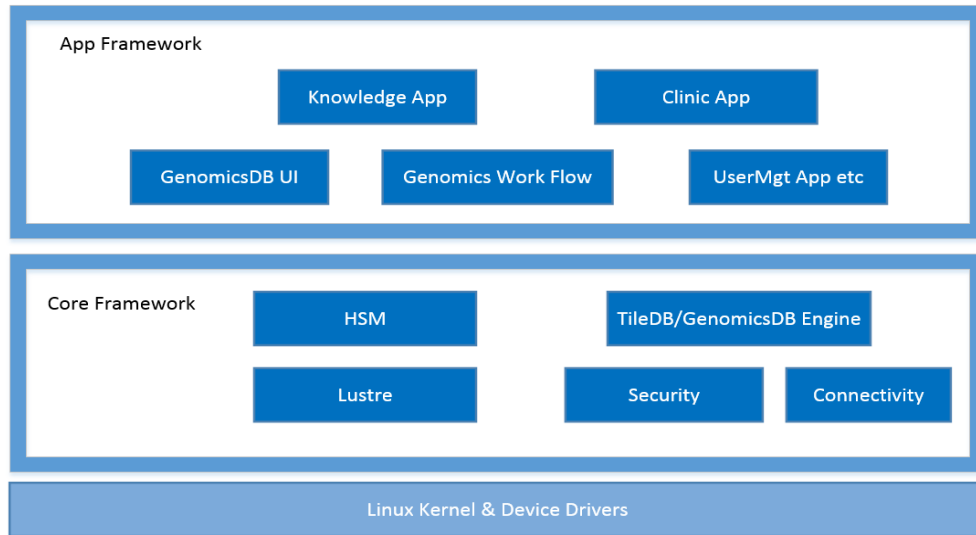 App Framework
Knowledge App
Clinic App
GenomicsDB UI
Genomics Work Flow
UserMgt App etc
Core Framework
HSM
TileDB/GenomicsDB Engine
Lustre
Security
Connectivity
Linux Kernel & Device Drivers